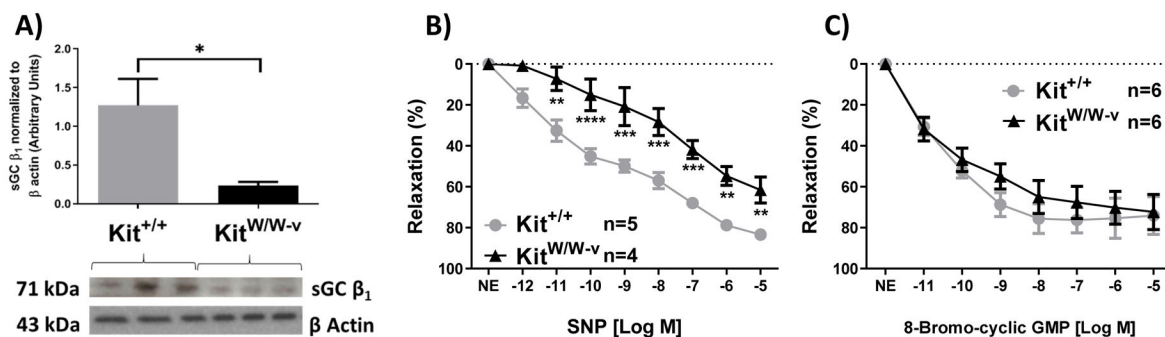 A)
sGC β1 normalized to
β actin (Arbitrary Units)
2.0
1.5
1.0
0.5
0.0
*
Kit+/+
KitW/W-v
71 kDa
sGC β1
43 kDa
β Actin
B)
Relaxation (%)
0
20
40
60
80
100
**
****
***
***
***
**
**
Kit+/+ n=5
KitW/W-v n=4
NE -12 -11 -10 -9 -8 -7 -6 -5
SNP [Log M]
C)
Relaxation (%)
0
20
40
60
80
100
Kit+/+ n=6
KitW/W-v n=6
NE -11 -10 -9 -8 -7 -6 -5
8-Bromo-cyclic GMP [Log M]